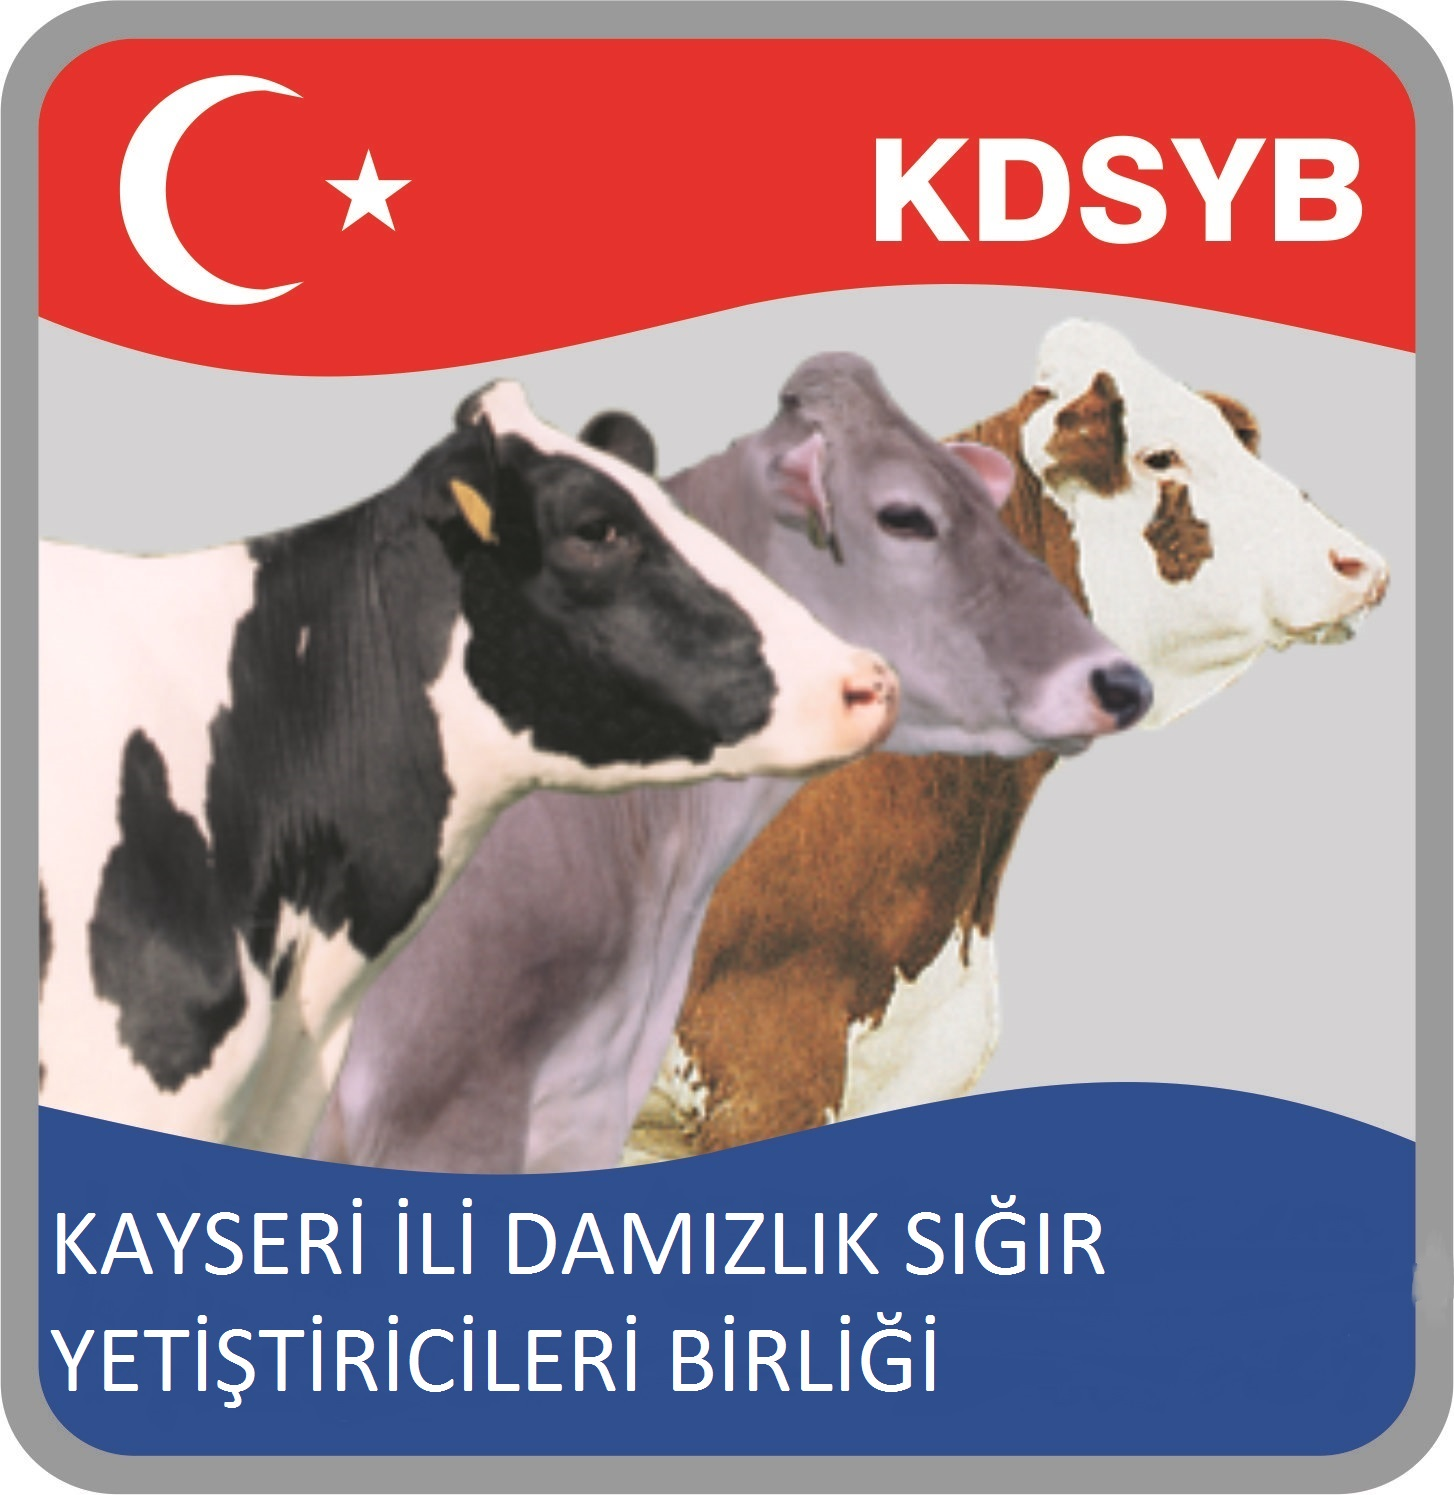 KDSYB
KAYSERİ İLİ DAMIZLIK SIĞIR
YETİŞTİRİCİLERİ BİRLİĞİ